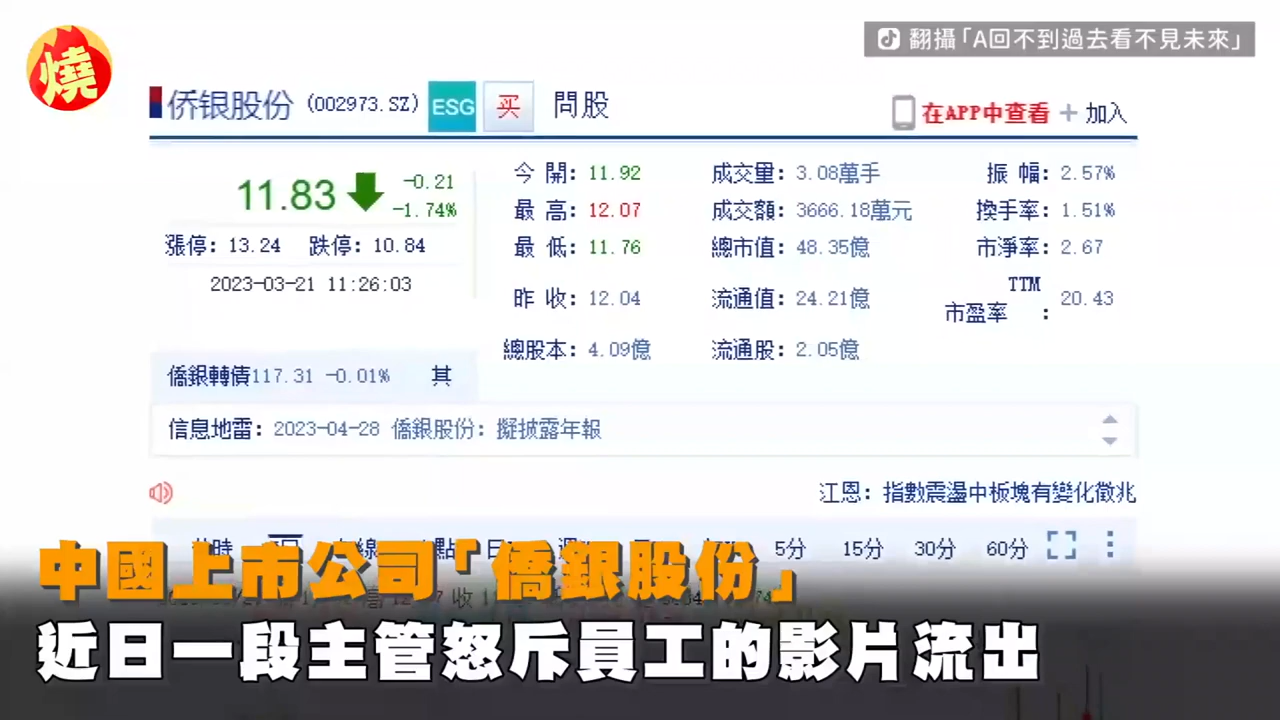 燒
翻攝「A回不到過去看不見未來」
侨银股份 (002973.SZ) ESG 买 問股
在APP中查看 + 加入
11.83 -0.21
-1.74%
漲停: 13.24 跌停: 10.84
2023-03-21 11:26:03
今 開: 11.92 成交量: 3.08萬手 振 幅: 2.57%
最 高: 12.07 成交額: 3666.18萬元 換手率: 1.51%
最 低: 11.76 總市值: 48.35億 市淨率: 2.67
昨 收: 12.04 流通值: 24.21億 TTM
市盈率 : 20.43
總股本: 4.09億 流通股: 2.05億
僑銀轉債117.31 -0.01% 其
信息地雷: 2023-04-28 僑銀股份: 擬披露年報
江恩: 指數震盪中板塊有變化徵兆
5分 15分 30分 60分
中國上市公司「僑銀股份」
近日一段主管怒斥員工的影片流出